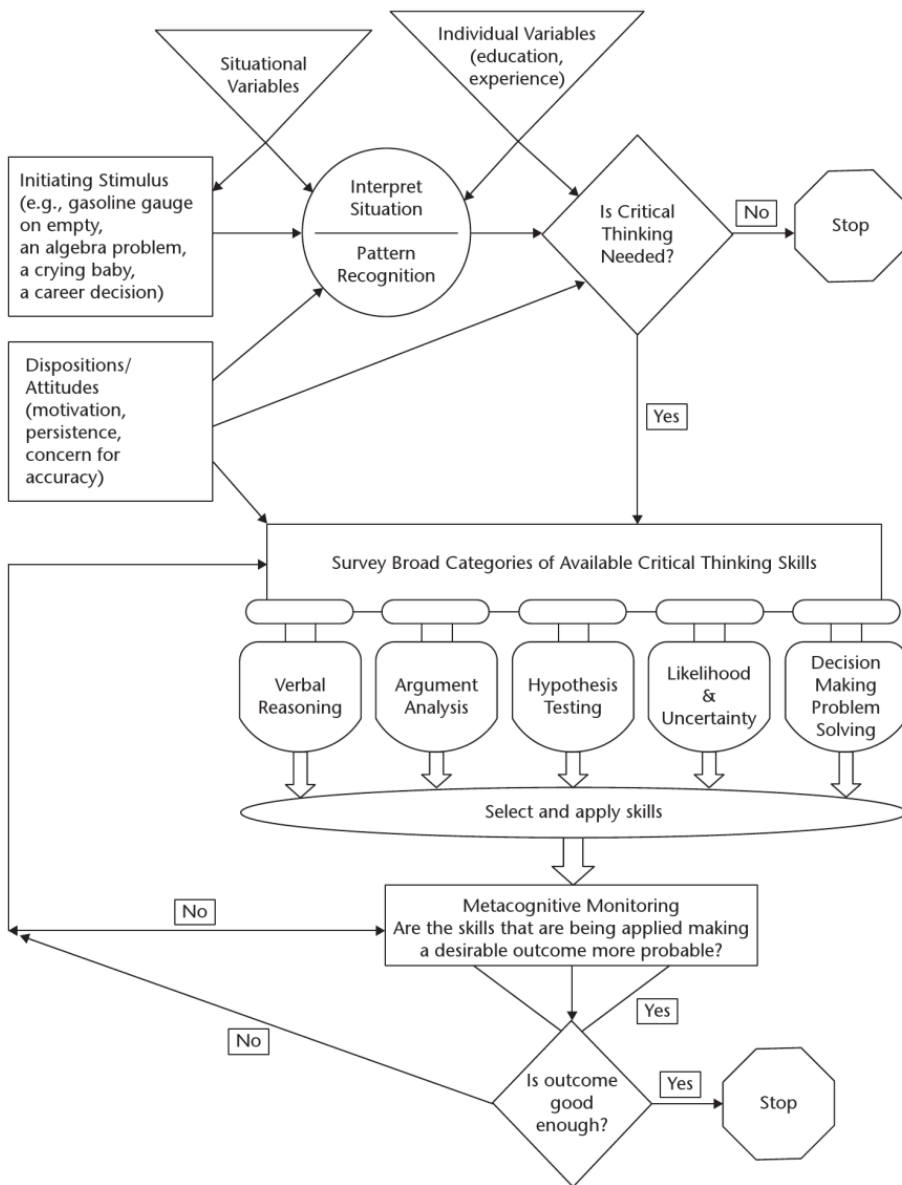 Situational
Variables
Individual Variables
(education,
experience)
Initiating Stimulus
(e.g., gasoline gauge
on empty,
an algebra problem,
a crying baby,
a career decision)
Interpret
Situation
Pattern
Recognition
Is Critical
Thinking
Needed?
No
Stop
Dispositions/
Attitudes
(motivation,
persistence,
concern for
accuracy)
Yes
Survey Broad Categories of Available Critical Thinking Skills
Verbal
Reasoning
Argument
Analysis
Hypothesis
Testing
Likelihood
&
Uncertainty
Decision
Making
Problem
Solving
Select and apply skills
Metacognitive Monitoring
Are the skills that are being applied making
a desirable outcome more probable?
No
Yes
No
Is outcome
good
enough?
Yes
Stop